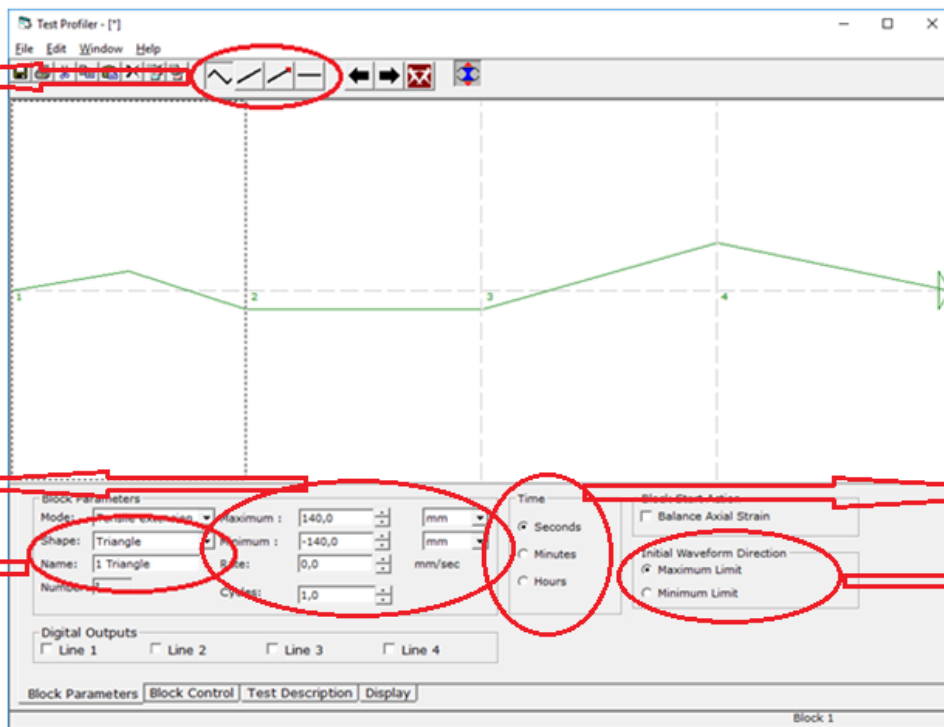 Test Profiler - [*]
File Edit Window Help
1 2 3 4
Block Parameters
Mode: Tensile Extension
Shape: Triangle
Name: 1 Triangle
Number
Maximum : 140,0 mm
Minimum : -140,0 mm
Rate: 0,0 mm/sec
Cycles: 1,0
Time
Seconds
Minutes
Hours
Block Start Action
Balance Axial Strain
Initial Waveform Direction
Maximum Limit
Minimum Limit
Digital Outputs
Line 1 Line 2 Line 3 Line 4
Block Parameters Block Control Test Description Display
Block 1